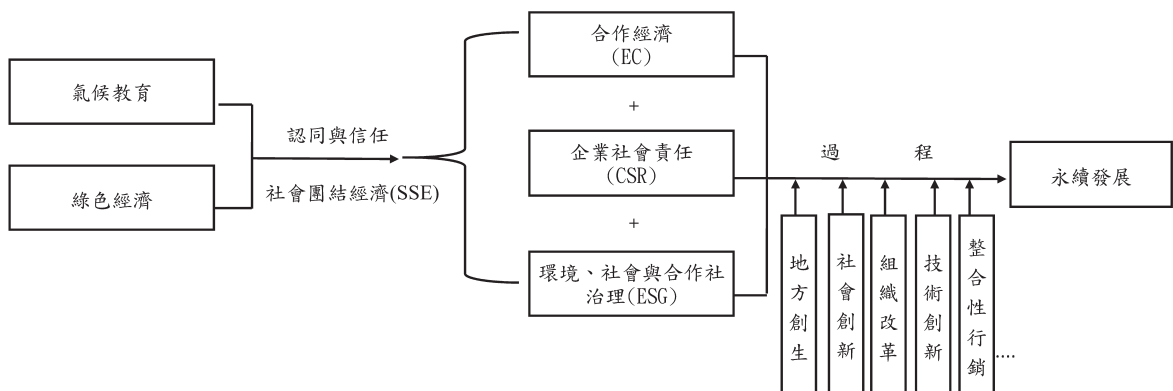 氣候教育
綠色經濟
認同與信任
社會團結經濟(SSE)
合作經濟
(EC)
+
企業社會責任
(CSR)
+
環境、社會與合作社
治理(ESG)
過 程
地方創生
社會創新
組織改革
技術創新
整合性行銷
....
永續發展